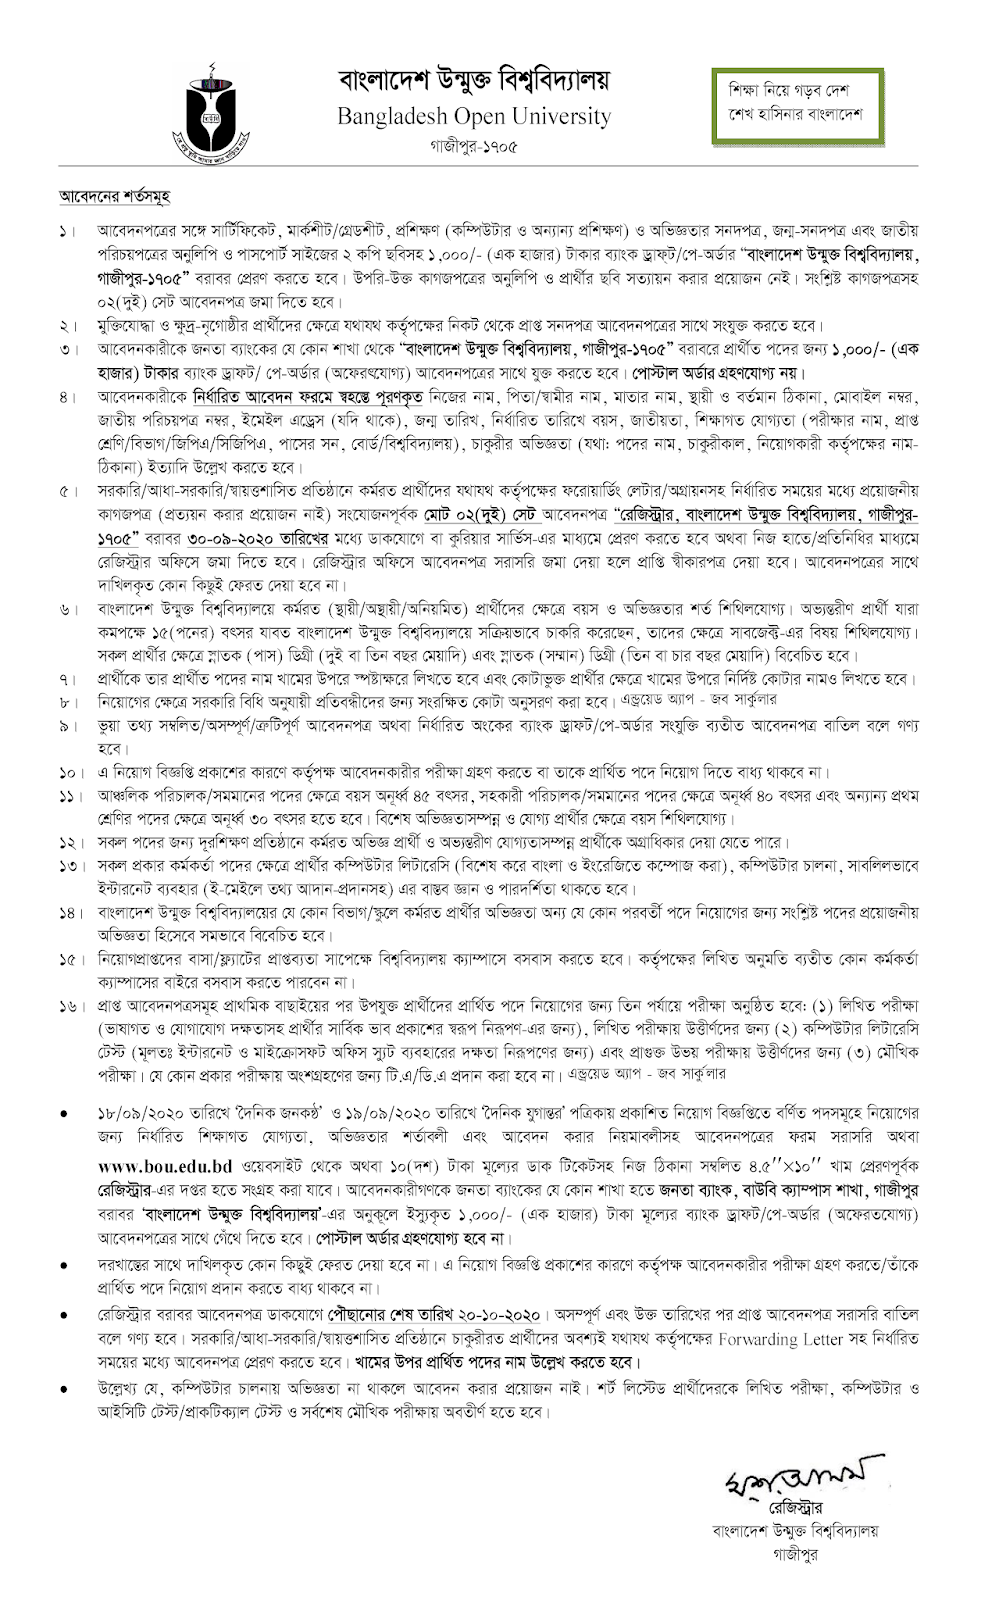 বাংলাদেশ উন্মুক্ত বিশ্ববিদ্যালয়
Bangladesh Open University
গাজীপুর-১৭০৫
শিক্ষা নিয়ে গড়ব দেশ
শেখ হাসিনার বাংলাদেশ
আবেদনের শর্তসমূহ
১। আবেদনপত্রের সঙ্গে সার্টিফিকেট, মার্কশীট/গ্রেডশীট, প্রশিক্ষণ (কম্পিউটার ও অন্যান্য প্রশিক্ষণ) ও অভিজ্ঞতার সনদপত্র, জন্ম-সনদপত্র এবং জাতীয়
পরিচয়পত্রের অনুলিপি ও পাসপোর্ট সাইজের ২ কপি ছবিসহ ১,০০০/- (এক হাজার) টাকার ব্যাংক ড্রাফ্ট/পে-অর্ডার “বাংলাদেশ উন্মুক্ত বিশ্ববিদ্যালয়,
গাজীপুর-১৭০৫” বরাবর প্রেরণ করতে হবে। উপরি-উক্ত কাগজপত্রের অনুলিপি ও প্রার্থীর ছবি সত্যায়ন করার প্রয়োজন নেই। সংশ্লিষ্ট কাগজপত্রসহ
০২(দুই) সেট আবেদনপত্র জমা দিতে হবে।
২। মুক্তিযোদ্ধা ও ক্ষুদ্র-নৃগোষ্ঠীর প্রার্থীদের ক্ষেত্রে যথাযথ কর্তৃপক্ষের নিকট থেকে প্রাপ্ত সনদপত্র আবেদনপত্রের সাথে সংযুক্ত করতে হবে।
৩। আবেদনকারীকে জনতা ব্যাংকের যে কোন শাখা থেকে “বাংলাদেশ উন্মুক্ত বিশ্ববিদ্যালয়, গাজীপুর-১৭০৫” বরাবরে প্রার্থীত পদের জন্য ১,০০০/- (এক
হাজার) টাকার ব্যাংক ড্রাফট/ পে-অর্ডার (অফেরৎযোগ্য) আবেদনপত্রের সাথে যুক্ত করতে হবে। পোস্টাল অর্ডার গ্রহণযোগ্য নয়।
৪। আবেদনকারীকে নির্ধারিত আবেদন ফরমে স্বহস্তে পূরণকৃত নিজের নাম, পিতা/স্বামীর নাম, মাতার নাম, স্থায়ী ও বর্তমান ঠিকানা, মোবাইল নম্বর,
জাতীয় পরিচয়পত্র নম্বর, ইমেইল এড্রেস (যদি থাকে), জন্ম তারিখ, নির্ধারিত তারিখে বয়স, জাতীয়তা, শিক্ষাগত যোগ্যতা (পরীক্ষার নাম, প্রাপ্ত
শ্রেণি/বিভাগ/জিপিএ/সিজিপিএ, পাসের সন, বোর্ড/বিশ্ববিদ্যালয়), চাকুরীর অভিজ্ঞতা (যথা: পদের নাম, চাকুরীকাল, নিয়োগকারী কর্তৃপক্ষের নাম-
ঠিকানা) ইত্যাদি উল্লেখ করতে হবে।
৫। সরকারি/আধা-সরকারি/স্বায়ত্তশাসিত প্রতিষ্ঠানে কর্মরত প্রার্থীদের যথাযথ কর্তৃপক্ষের ফরোয়ার্ডিং লেটার/অগ্রায়নসহ নির্ধারিত সময়ের মধ্যে প্রয়োজনীয়
কাগজপত্র (প্রত্যয়ন করার প্রয়োজন নাই) সংযোজনপূর্বক মোট ০২(দুই) সেট আবেদনপত্র “রেজিস্ট্রার, বাংলাদেশ উন্মুক্ত বিশ্ববিদ্যালয়, গাজীপুর-
১৭০৫” বরাবর ৩০-০৯-২০২০ তারিখের মধ্যে ডাকযোগে বা কুরিয়ার সার্ভিস-এর মাধ্যমে প্রেরণ করতে হবে অথবা নিজ হাতে/প্রতিনিধির মাধ্যমে
রেজিস্ট্রার অফিসে জমা দিতে হবে। রেজিস্ট্রার অফিসে আবেদনপত্র সরাসরি জমা দেয়া হলে প্রাপ্তি স্বীকারপত্র দেয়া হবে। আবেদনপত্রের সাথে
দাখিলকৃত কোন কিছুই ফেরত দেয়া হবে না।
৬। বাংলাদেশ উন্মুক্ত বিশ্ববিদ্যালয়ে কর্মরত (স্থায়ী/অস্থায়ী/অনিয়মিত) প্রার্থীদের ক্ষেত্রে বয়স ও অভিজ্ঞতার শর্ত শিথিলযোগ্য। অভ্যন্তরীণ প্রার্থী যারা
কমপক্ষে ১৫(পনের) বৎসর যাবত বাংলাদেশ উন্মুক্ত বিশ্ববিদ্যালয়ে সক্রিয়ভাবে চাকরি করেছেন, তাদের ক্ষেত্রে সাবজেক্ট-এর বিষয় শিথিলযোগ্য।
সকল প্রার্থীর ক্ষেত্রে স্নাতক (পাস) ডিগ্রী (দুই বা তিন বছর মেয়াদি) এবং স্নাতক (সম্মান) ডিগ্রী (তিন বা চার বছর মেয়াদি) বিবেচিত হবে।
৭। প্রার্থীকে তার প্রার্থীত পদের নাম খামের উপরে স্পষ্টাক্ষরে লিখতে হবে এবং কোটাভুক্ত প্রার্থীর ক্ষেত্রে খামের উপরে নির্দিষ্ট কোটার নামও লিখতে হবে।
৮। নিয়োগের ক্ষেত্রে সরকারি বিধি অনুযায়ী প্রতিবন্ধীদের জন্য সংরক্ষিত কোটা অনুসরণ করা হবে। এন্ড্রয়েড অ্যাপ - জব সার্কুলার
৯। ভুয়া তথ্য সম্বলিত/অসম্পূর্ণ/ত্রুটিপূর্ণ আবেদনপত্র অথবা নির্ধারিত অংকের ব্যাংক ড্রাফট/পে-অর্ডার সংযুক্তি ব্যতীত আবেদনপত্র বাতিল বলে গণ্য
হবে।
১০। এ নিয়োগ বিজ্ঞপ্তি প্রকাশের কারণে কর্তৃপক্ষ আবেদনকারীর পরীক্ষা গ্রহণ করতে বা তাকে প্রার্থিত পদে নিয়োগ দিতে বাধ্য থাকবে না।
১১। আঞ্চলিক পরিচালক/সমমানের পদের ক্ষেত্রে বয়স অনূর্ধ্ব ৪৫ বৎসর, সহকারী পরিচালক/সমমানের পদের ক্ষেত্রে অনূর্ধ্ব ৪০ বৎসর এবং অন্যান্য প্রথম
শ্রেণির পদের ক্ষেত্রে অনূর্ধ্ব ৩০ বৎসর হতে হবে। বিশেষ অভিজ্ঞতাসম্পন্ন ও যোগ্য প্রার্থীর ক্ষেত্রে বয়স শিথিলযোগ্য।
১২। সকল পদের জন্য দূরশিক্ষণ প্রতিষ্ঠানে কর্মরত অভিজ্ঞ প্রার্থী ও অভ্যন্তরীণ যোগ্যতাসম্পন্ন প্রার্থীকে অগ্রাধিকার দেয়া যেতে পারে।
১৩। সকল প্রকার কর্মকর্তা পদের ক্ষেত্রে প্রার্থীর কম্পিউটার লিটারেসি (বিশেষ করে বাংলা ও ইংরেজিতে কম্পোজ করা), কম্পিউটার চালনা, সাবলিলভাবে
ইন্টারনেট ব্যবহার (ই-মেইলে তথ্য আদান-প্রদানসহ) এর বাস্তব জ্ঞান ও পারদর্শিতা থাকতে হবে।
১৪। বাংলাদেশ উন্মুক্ত বিশ্ববিদ্যালয়ের যে কোন বিভাগ/স্কুলে কর্মরত প্রার্থীর অভিজ্ঞতা অন্য যে কোন পরবর্তী পদে নিয়োগের জন্য সংশ্লিষ্ট পদের প্রয়োজনীয়
অভিজ্ঞতা হিসেবে সমভাবে বিবেচিত হবে।
১৫। নিয়োগপ্রাপ্তদের বাসা/ফ্ল্যাটের প্রাপ্তব্যতা সাপেক্ষে বিশ্ববিদ্যালয় ক্যাম্পাসে বসবাস করতে হবে। কর্তৃপক্ষের লিখিত অনুমতি ব্যতীত কোন কর্মকর্তা
ক্যাম্পাসের বাইরে বসবাস করতে পারবেন না।
১৬। প্রাপ্ত আবেদনপত্রসমূহ প্রাথমিক বাছাইয়ের পর উপযুক্ত প্রার্থীদের প্রার্থিত পদে নিয়োগের জন্য তিন পর্যায়ে পরীক্ষা অনুষ্ঠিত হবে: (১) লিখিত পরীক্ষা
(ভাষাগত ও যোগাযোগ দক্ষতাসহ প্রার্থীর সার্বিক ভাব প্রকাশের স্বরূপ নিরূপণ-এর জন্য), লিখিত পরীক্ষায় উত্তীর্ণদের জন্য (২) কম্পিউটার লিটারেসি
টেস্ট (মূলতঃ ইন্টারনেট ও মাইক্রোসফট অফিস স্যুট ব্যবহারের দক্ষতা নিরূপণের জন্য) এবং প্রাগুক্ত উভয় পরীক্ষায় উত্তীর্ণদের জন্য (৩) মৌখিক
পরীক্ষা। যে কোন প্রকার পরীক্ষায় অংশগ্রহণের জন্য টি.এ/ডি.এ প্রদান করা হবে না। এন্ড্রয়েড অ্যাপ - জব সার্কুলার
• ১৮/০৯/২০২০ তারিখে ‘দৈনিক জনকণ্ঠ’ ও ১৯/০৯/২০২০ তারিখে ‘দৈনিক যুগান্তর’ পত্রিকায় প্রকাশিত নিয়োগ বিজ্ঞপ্তিতে বর্ণিত পদসমূহে নিয়োগের
জন্য নির্ধারিত শিক্ষাগত যোগ্যতা, অভিজ্ঞতার শর্তাবলী এবং আবেদন করার নিয়মাবলীসহ আবেদনপত্রের ফরম সরাসরি অথবা
www.bou.edu.bd ওয়েবসাইট থেকে অথবা ১০(দশ) টাকা মূল্যের ডাক টিকেটসহ নিজ ঠিকানা সম্বলিত ৪.৫′′×১০′′ খাম প্রেরণপূর্বক
রেজিস্ট্রার-এর দপ্তর হতে সংগ্রহ করা যাবে। আবেদনকারীগণকে জনতা ব্যাংকের যে কোন শাখা হতে জনতা ব্যাংক, বাউবি ক্যাম্পাস শাখা, গাজীপুর
বরাবর ‘বাংলাদেশ উন্মুক্ত বিশ্ববিদ্যালয়’-এর অনুকূলে ইস্যুকৃত ১,০০০/- (এক হাজার) টাকা মূল্যের ব্যাংক ড্রাফট/পে-অর্ডার (অফেরতযোগ্য)
আবেদনপত্রের সাথে গেঁথে দিতে হবে। পোস্টাল অর্ডার গ্রহণযোগ্য হবে না।
• দরখাস্তের সাথে দাখিলকৃত কোন কিছুই ফেরত দেয়া হবে না। এ নিয়োগ বিজ্ঞপ্তি প্রকাশের কারণে কর্তৃপক্ষ আবেদনকারীর পরীক্ষা গ্রহণ করতে/তাঁকে
প্রার্থিত পদে নিয়োগ প্রদান করতে বাধ্য থাকবে না।
• রেজিস্ট্রার বরাবর আবেদনপত্র ডাকযোগে পৌঁছানোর শেষ তারিখ ২০-১০-২০২০। অসম্পূর্ণ এবং উক্ত তারিখের পর প্রাপ্ত আবেদনপত্র সরাসরি বাতিল
বলে গণ্য হবে। সরকারি/আধা-সরকারি/স্বায়ত্তশাসিত প্রতিষ্ঠানে চাকুরীরত প্রার্থীদের অবশ্যই যথাযথ কর্তৃপক্ষের Forwarding Letter সহ নির্ধারিত
সময়ের মধ্যে আবেদনপত্র প্রেরণ করতে হবে। খামের উপর প্রার্থিত পদের নাম উল্লেখ করতে হবে।
• উল্লেখ্য যে, কম্পিউটার চালনায় অভিজ্ঞতা না থাকলে আবেদন করার প্রয়োজন নাই। শর্ট লিস্টেড প্রার্থীদেরকে লিখিত পরীক্ষা, কম্পিউটার ও
আইসিটি টেস্ট/প্রাকটিক্যাল টেস্ট ও সর্বশেষ মৌখিক পরীক্ষায় অবতীর্ণ হতে হবে।
রেজিস্ট্রার
বাংলাদেশ উন্মুক্ত বিশ্ববিদ্যালয়
গাজীপুর